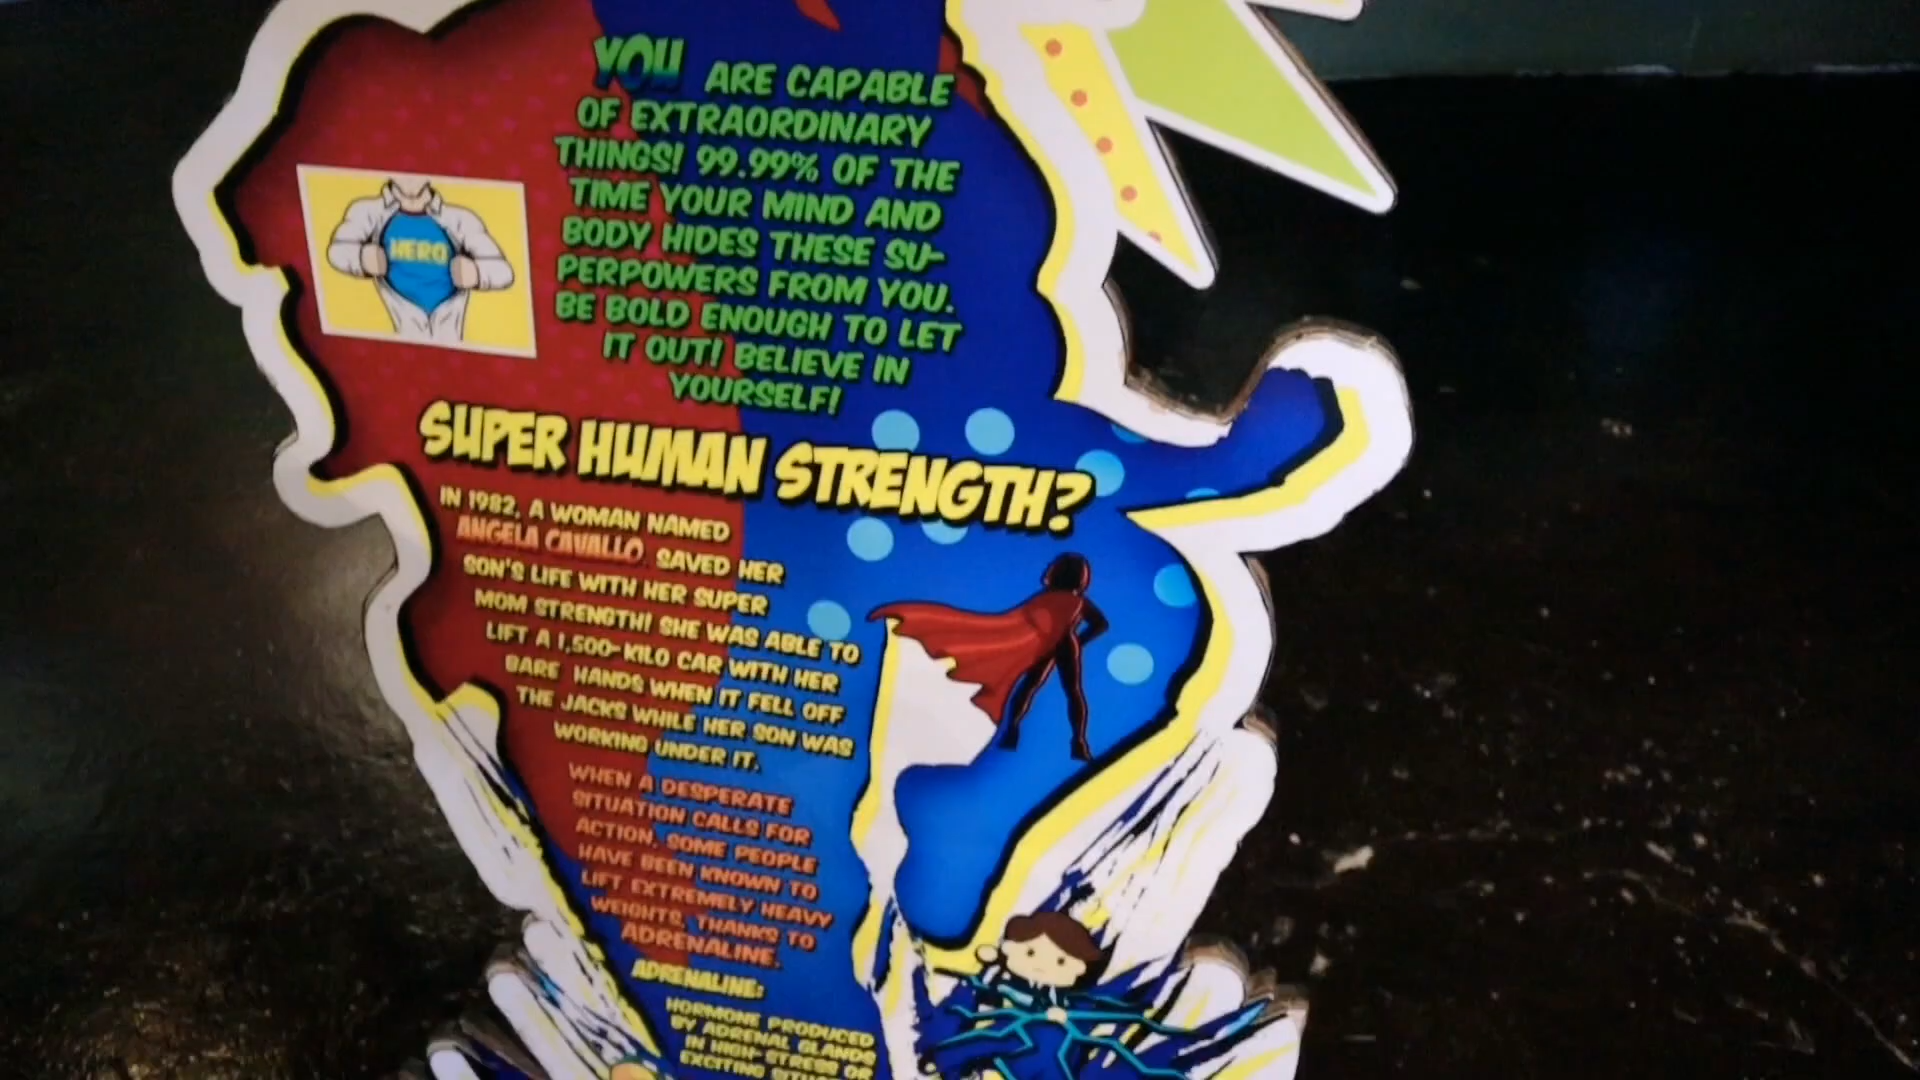 YOU ARE CAPABLE
OF EXTRAORDINARY
THINGS! 99.99% OF THE
TIME YOUR MIND AND
BODY HIDES THESE SU-
PERPOWERS FROM YOU.
BE BOLD ENOUGH TO LET
IT OUT! BELIEVE IN
YOURSELF!
HERO
SUPER HUMAN STRENGTH?
IN 1982, A WOMAN NAMED
ANGELA CAVALLO, SAVED HER
SON'S LIFE WITH HER SUPER
MOM STRENGTH! SHE WAS ABLE TO
LIFT A 1,500-KILO CAR WITH HER
BARE HANDS WHEN IT FELL OFF
THE JACKS WHILE HER SON WAS
WORKING UNDER IT.
WHEN A DESPERATE
SITUATION CALLS FOR
ACTION, SOME PEOPLE
HAVE BEEN KNOWN TO
LIFT EXTREMELY HEAVY
WEIGHTS, THANKS TO
ADRENALINE.
ADRENALINE:
HORMONE PRODUCED
BY ADRENAL GLANDS
IN HIGH-STRESS OR
EXCITING